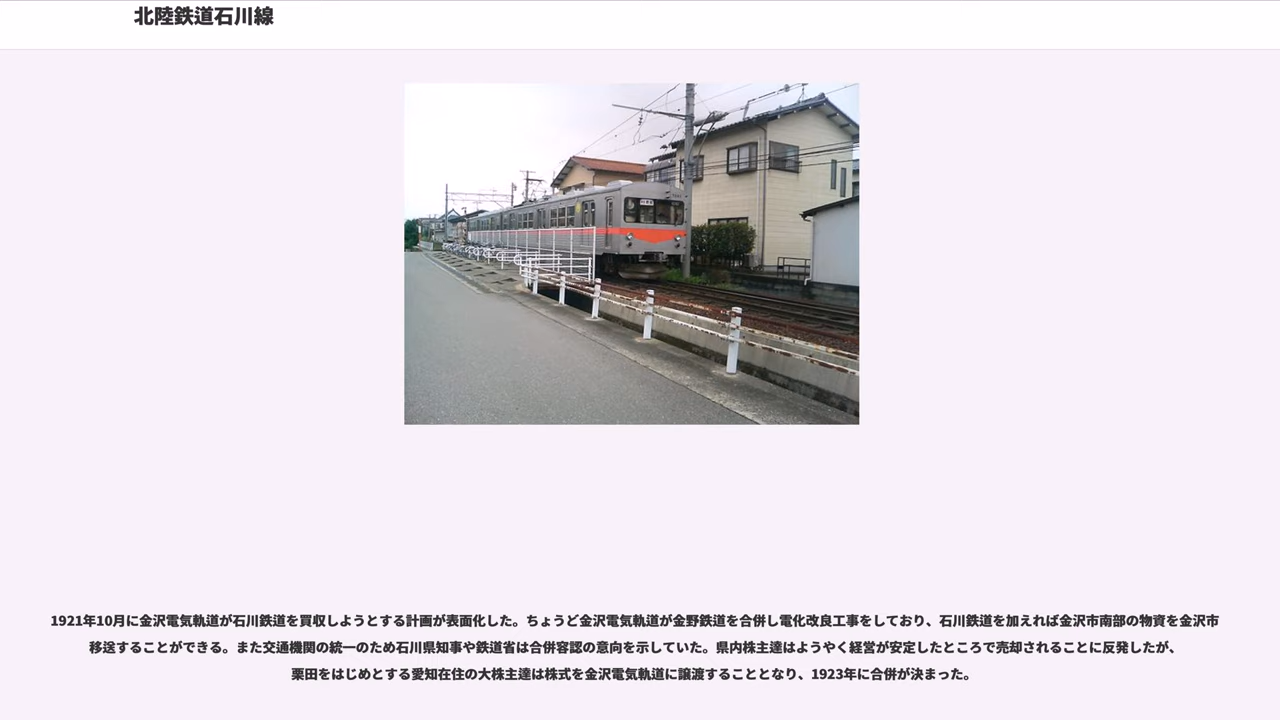 北陸鉄道石川線
1921年10月に金沢電気軌道が石川鉄道を買収しようとする計画が表面化した。ちょうど金沢電気軌道が金野鉄道を合併し電化改良工事をしており、石川鉄道を加えれば金沢市南部の物資を金沢市
移送することができる。また交通機関の統一のため石川県知事や鉄道省は合併容認の意向を示していた。県内株主達はようやく経営が安定したところで売却されることに反発したが、
栗田をはじめとする愛知在住の大株主達は株式を金沢電気軌道に譲渡することとなり、1923年に合併が決まった。